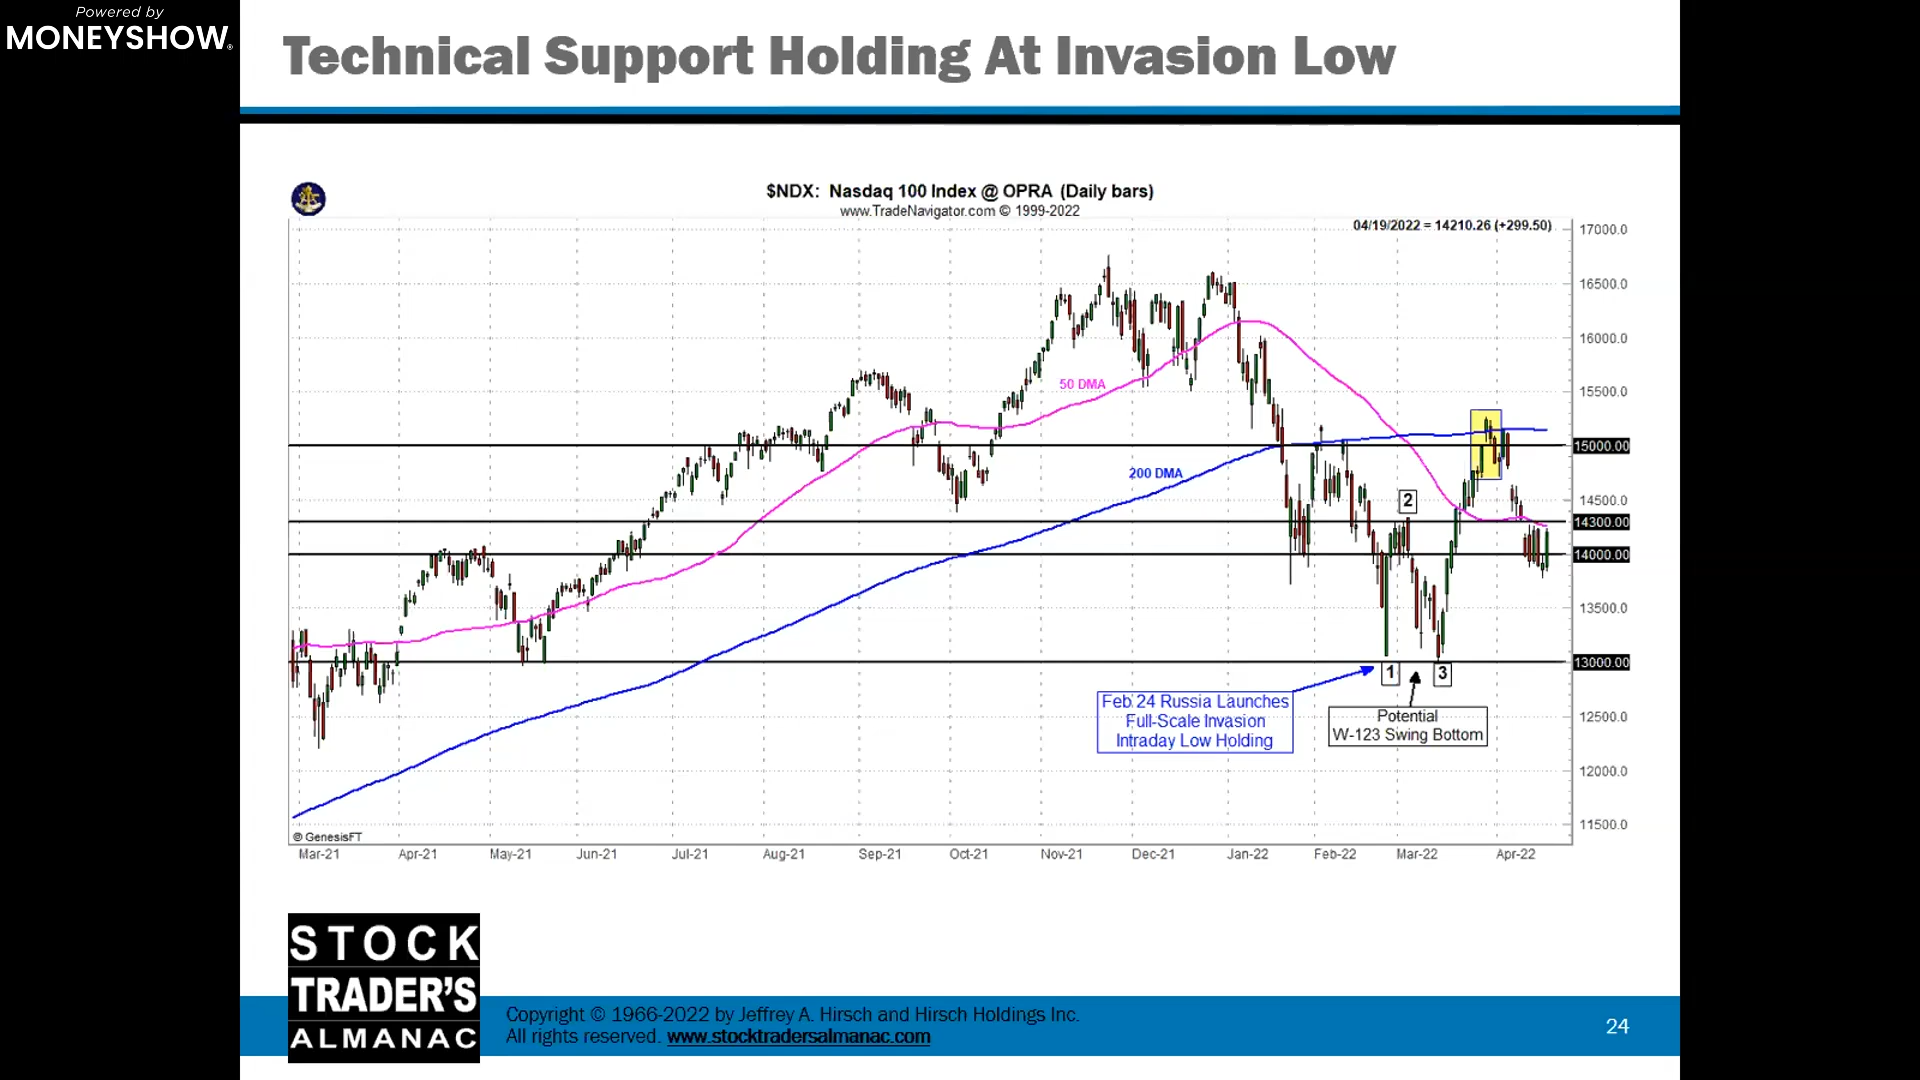 Powered by
MONEYSHOW®
Technical Support Holding At Invasion Low
$NDX: Nasdaq 100 Index @ OPRA (Daily bars)
www.TradeNavigator.com © 1999-2022
04/19/2022 = 14210.26 (+299.50)
17000.0
16500.0
16000.0
15500.0
15000.00
14500.0
14300.00
14000.00
13500.0
13000.00
12500.0
12000.0
11500.0
50 DMA
200 DMA
2
1
3
Feb 24 Russia Launches
Full-Scale Invasion
Intraday Low Holding
Potential
W-123 Swing Bottom
© GenesisFT
Mar-21 Apr-21 May-21 Jun-21 Jul-21 Aug-21 Sep-21 Oct-21 Nov-21 Dec-21 Jan-22 Feb-22 Mar-22 Apr-22
STOCK
TRADER'S
ALMANAC
Copyright © 1966-2022 by Jeffrey A. Hirsch and Hirsch Holdings Inc.
All rights reserved. www.stocktradersalmanac.com
24